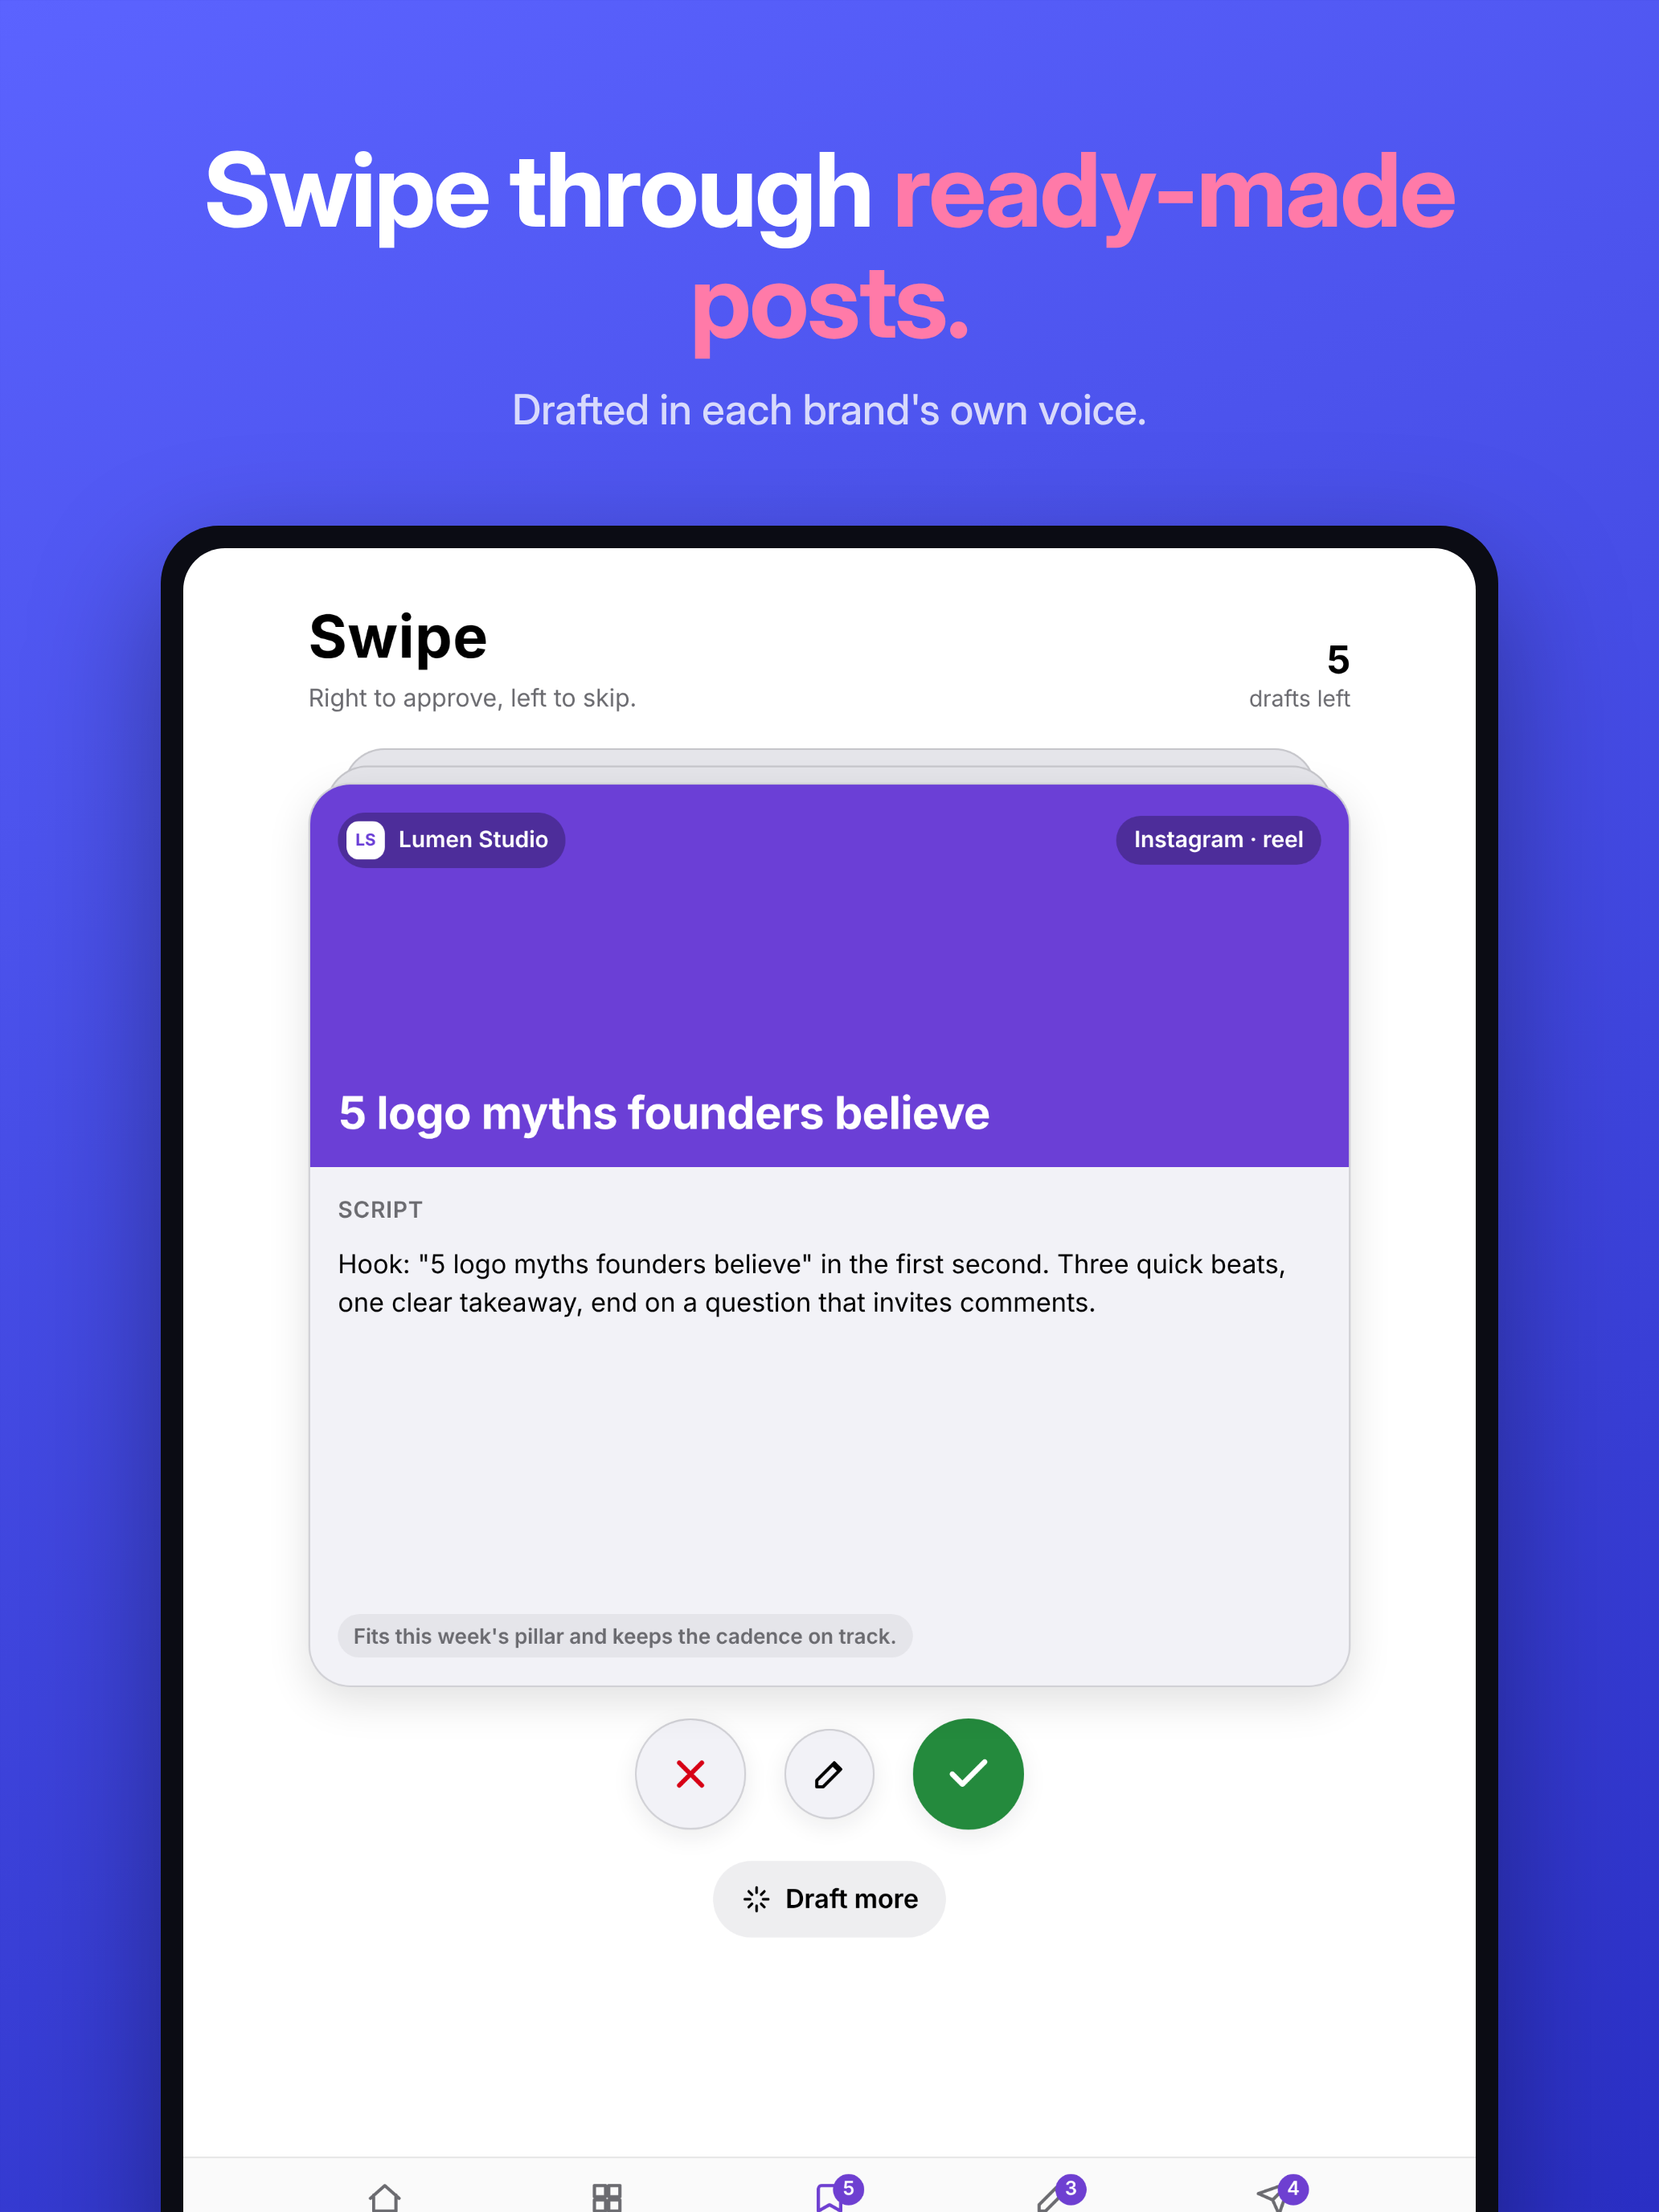 Swipe through ready-made
posts.
Drafted in each brand's own voice.
Swipe
Right to approve, left to skip.
5
drafts left
LS
Lumen Studio
Instagram · reel
5 logo myths founders believe
SCRIPT
Hook: "5 logo myths founders believe" in the first second. Three quick beats,
one clear takeaway, end on a question that invites comments.
Fits this week's pillar and keeps the cadence on track.
Draft more
5
3
4